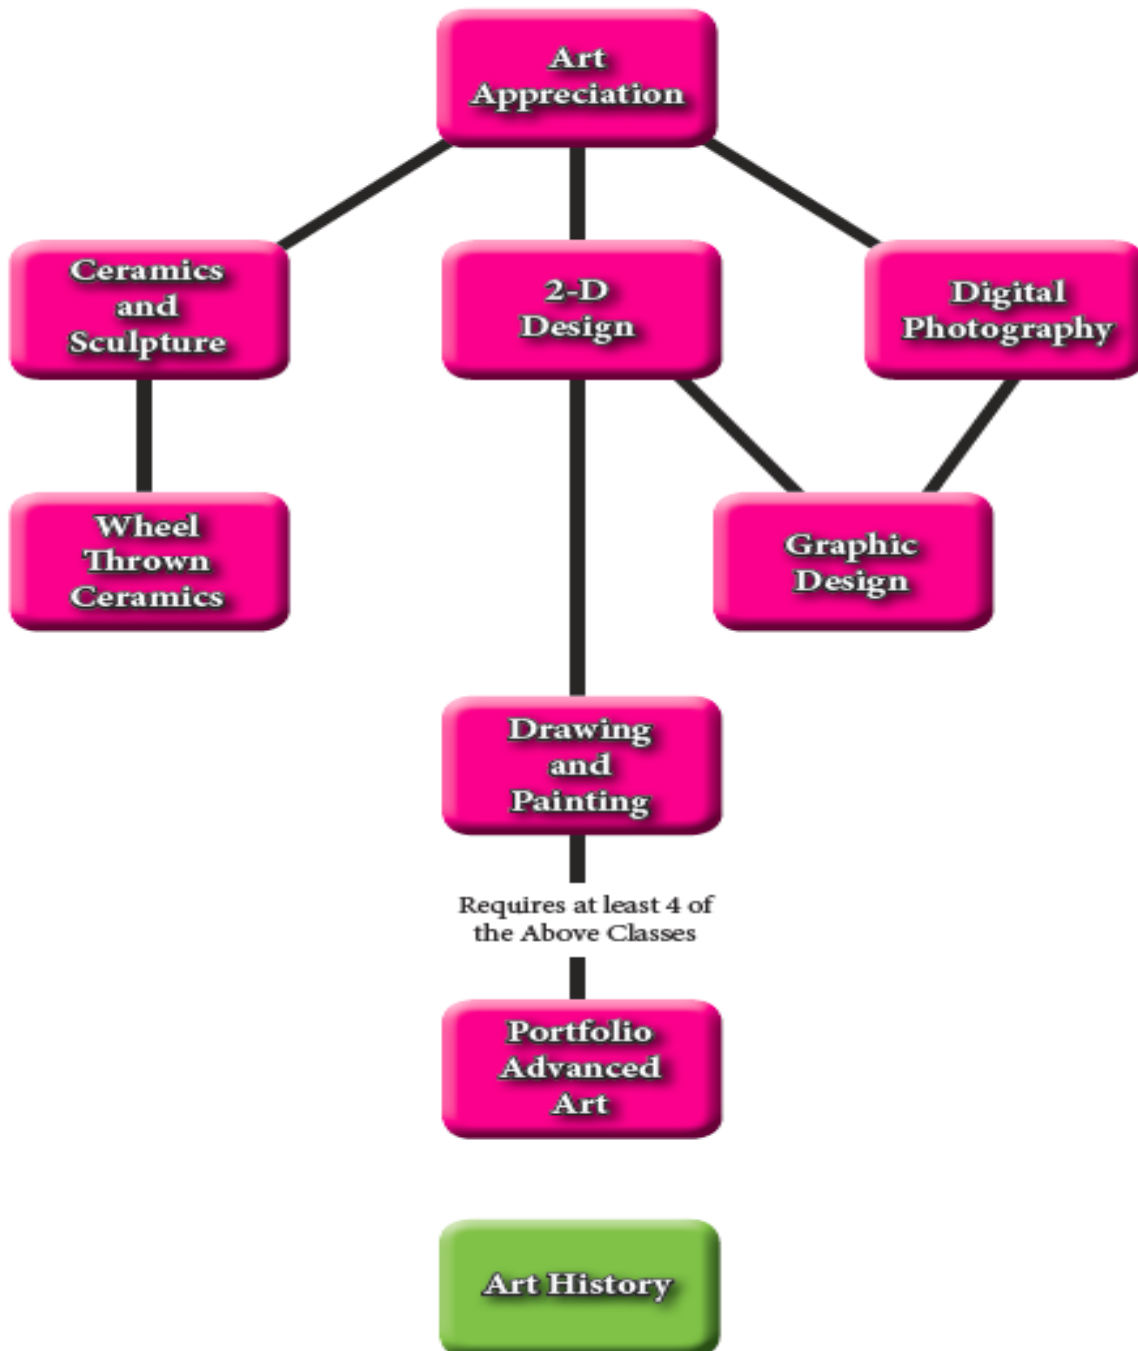 Art
Appreciation
Ceramics
and
Sculpture
2-D
Design
Digital
Photography
Wheel
Thrown
Ceramics
Graphic
Design
Drawing
and
Painting
Requires at least 4 of
the Above Classes
Portfolio
Advanced
Art
Art History